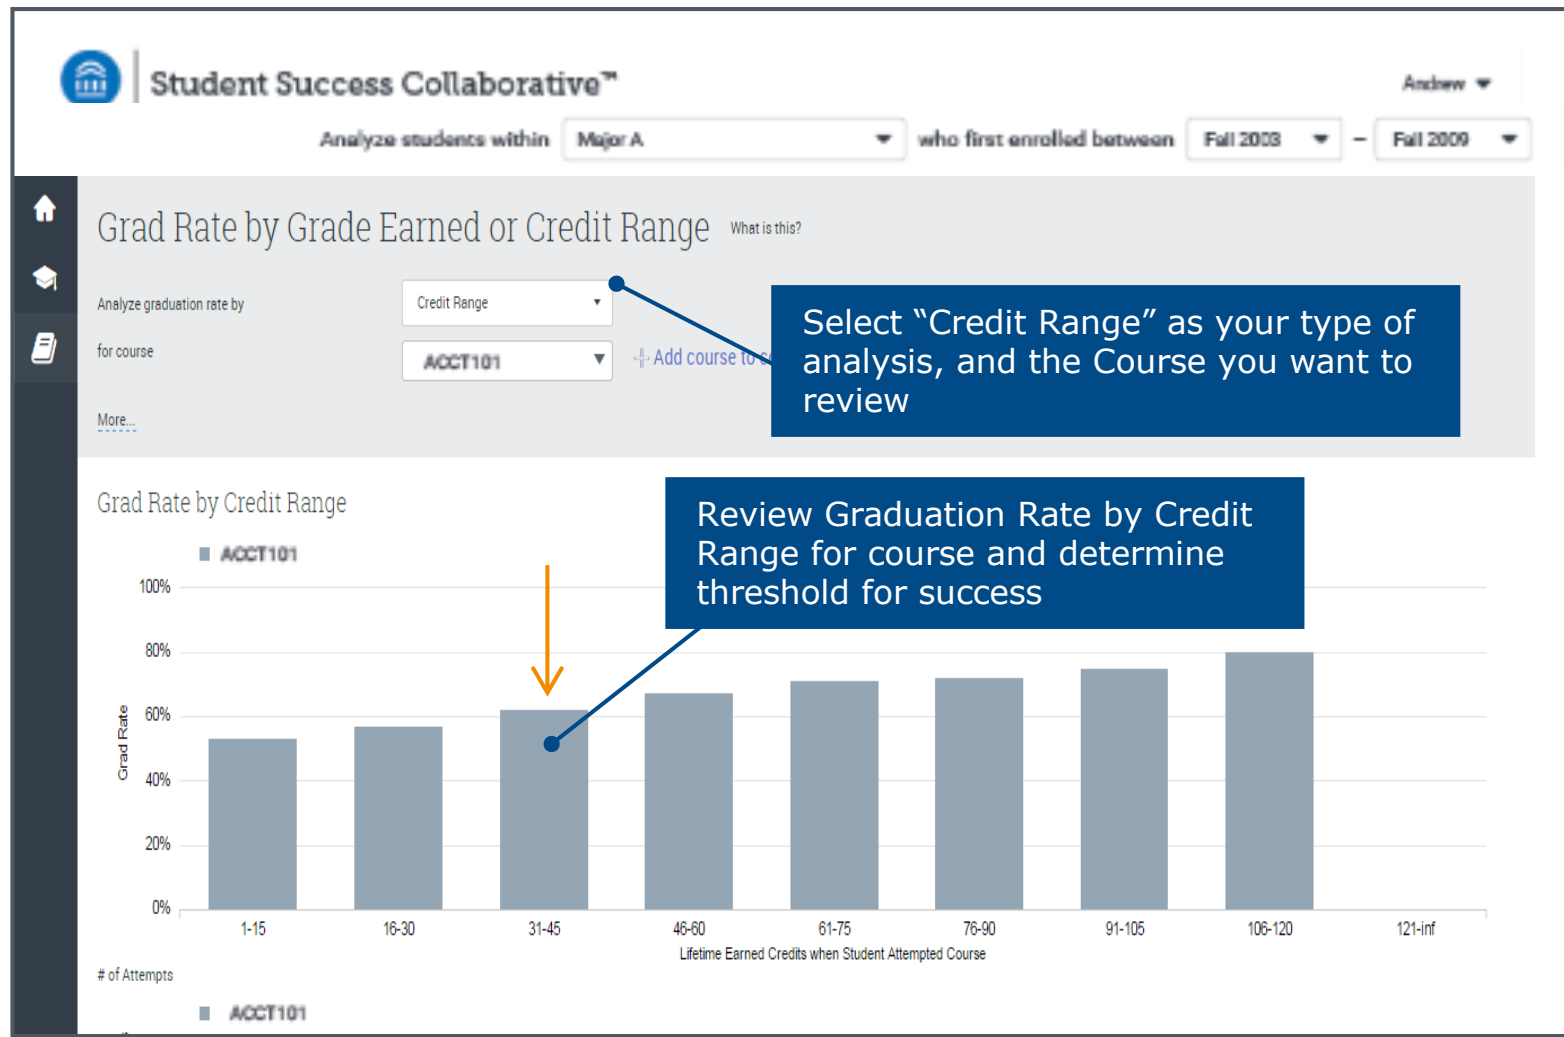 Student Success Collaborative™
Andrew
Analyze students within Major A who first enrolled between Fall 2003 – Fall 2009
Grad Rate by Grade Earned or Credit Range What is this?
Analyze graduation rate by Credit Range
for course ACCT101 Add course to
More...
Select “Credit Range” as your type of
analysis, and the Course you want to
review
Grad Rate by Credit Range
ACCT101
Review Graduation Rate by Credit
Range for course and determine
threshold for success
100%
80%
60%
40%
20%
0%
Grad Rate
1-15 16-30 31-45 46-60 61-75 76-90 91-105 106-120 121-inf
Lifetime Earned Credits when Student Attempted Course
# of Attempts
ACCT101